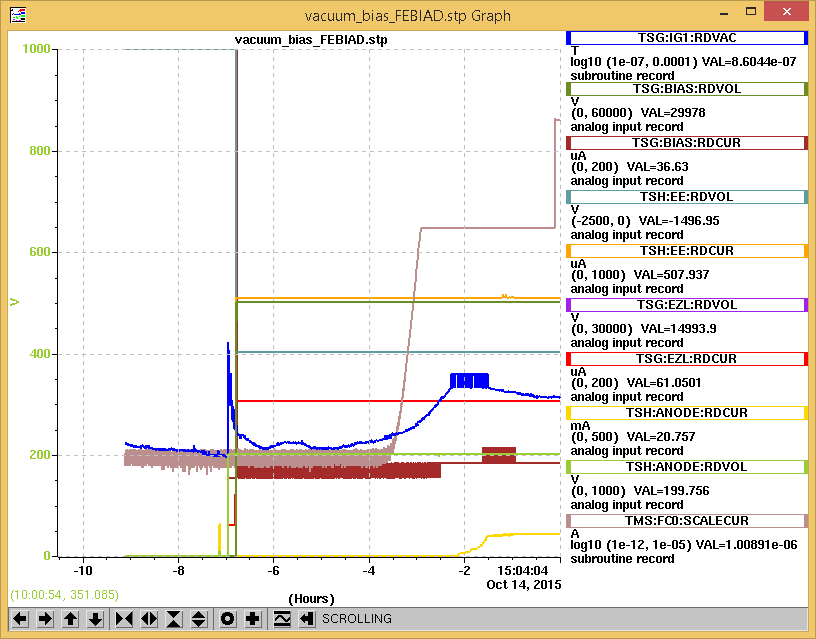 vacuum_bias_FEBIAD.stp Graph
vacuum_bias_FEBIAD.stp
1000
800
600
400
200
0
V
-10
-8
-6
-4
-2
15:04:04
Oct 14, 2015
(Hours)
(10:00:54, 351.085)
TSG:IG1:RDVAC
T
log10 (1e-07, 0.0001) VAL=8.6044e-07
subroutine record
TSG:BIAS:RDVOL
V
(0, 60000) VAL=29978
analog input record
TSG:BIAS:RDCUR
uA
(0, 200) VAL=36.63
analog input record
TSH:EE:RDVOL
V
(-2500, 0) VAL=-1496.95
analog input record
TSH:EE:RDCUR
uA
(0, 1000) VAL=507.937
analog input record
TSG:EZL:RDVOL
V
(0, 30000) VAL=14993.9
analog input record
TSG:EZL:RDCUR
uA
(0, 200) VAL=61.0501
analog input record
TSH:ANODE:RDCUR
mA
(0, 500) VAL=20.757
analog input record
TSH:ANODE:RDVOL
V
(0, 1000) VAL=199.756
analog input record
TMS:FC0:SCALECUR
A
log10 (1e-12, 1e-05) VAL=1.00891e-06
subroutine record
SCROLLING